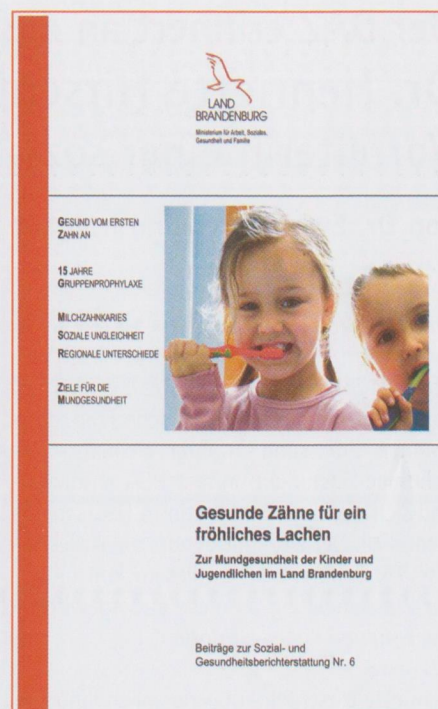 LAND
BRANDENBURG
Ministerium für Arbeit, Soziales,
Gesundheit und Familie
GESUND VOM ERSTEN
ZAHN AN
15 JAHRE
GRUPPENPROPHYLAXE
MILCHZAHNKARIES
SOZIALE UNGLEICHHEIT
REGIONALE UNTERSCHIEDE
ZIELE FÜR DIE
MUNDGESUNDHEIT
Gesunde Zähne für ein
fröhliches Lachen
Zur Mundgesundheit der Kinder und
Jugendlichen im Land Brandenburg
Beiträge zur Sozial- und
Gesundheitsberichterstattung Nr. 6